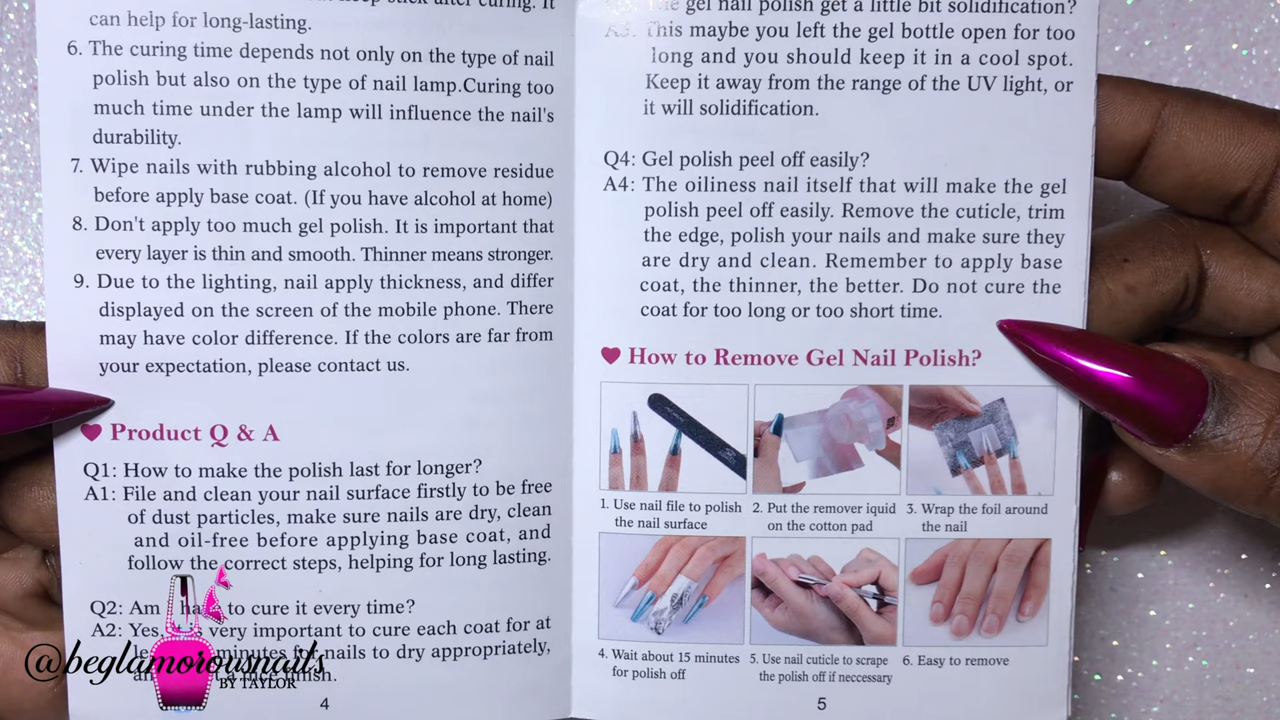 can help for long-lasting.
6. The curing time depends not only on the type of nail
polish but also on the type of nail lamp.Curing too
much time under the lamp will influence the nail's
durability.
7. Wipe nails with rubbing alcohol to remove residue
before apply base coat. (If you have alcohol at home)
8. Don't apply too much gel polish. It is important that
every layer is thin and smooth. Thinner means stronger.
9. Due to the lighting, nail apply thickness, and differ
displayed on the screen of the mobile phone. There
may have color difference. If the colors are far from
your expectation, please contact us.
Product Q & A
Q1: How to make the polish last for longer?
A1: File and clean your nail surface firstly to be free
of dust particles, make sure nails are dry, clean
and oil-free before applying base coat, and
follow the correct steps, helping for long lasting.
Q2: Am I to cure it every time?
A2: Yes very important to cure each coat for at
minutes nails to dry appropriately,
finish.
@beglamorousnails
BY TAYLOR
4
gel nail polish get a little bit solidification?
A3: This maybe you left the gel bottle open for too
long and you should keep it in a cool spot.
Keep it away from the range of the UV light, or
it will solidification.
Q4: Gel polish peel off easily?
A4: The oiliness nail itself that will make the gel
polish peel off easily. Remove the cuticle, trim
the edge, polish your nails and make sure they
are dry and clean. Remember to apply base
coat, the thinner, the better. Do not cure the
coat for too long or too short time.
How to Remove Gel Nail Polish?
1. Use nail file to polish
the nail surface
2. Put the remover iquid
on the cotton pad
3. Wrap the foil around
the nail
4. Wait about 15 minutes
for polish off
5. Use nail cuticle to scrape
the polish off if neccessary
6. Easy to remove
5